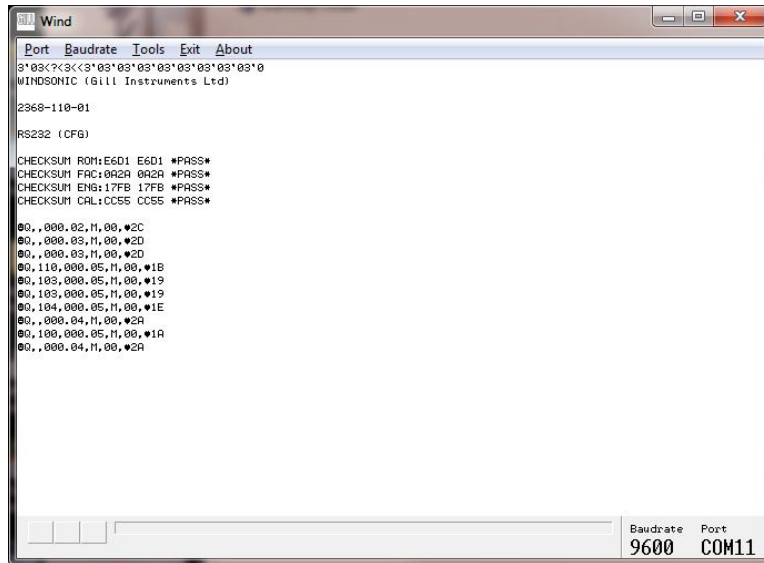 GILL Wind
Port Baudrate Tools Exit About
3'03<?<3<<3'03'03'03'03'03'03'03'03'0
WINDSONIC (Gill Instruments Ltd)
2368-110-01
RS232 (CFG)
CHECKSUM ROM:E6D1 E6D1 *PASS*
CHECKSUM FAC:0A2A 0A2A *PASS*
CHECKSUM ENG:17FB 17FB *PASS*
CHECKSUM CAL:CC55 CC55 *PASS*
☻Q,,000.02,M,00,♥2C
☻Q,,000.03,M,00,♥2D
☻Q,,000.03,M,00,♥2D
☻Q,110,000.05,M,00,♥1B
☻Q,103,000.05,M,00,♥19
☻Q,103,000.05,M,00,♥19
☻Q,104,000.05,M,00,♥1E
☻Q,,000.04,M,00,♥2A
☻Q,100,000.05,M,00,♥1A
☻Q,,000.04,M,00,♥2A
Baudrate Port
9600 COM11